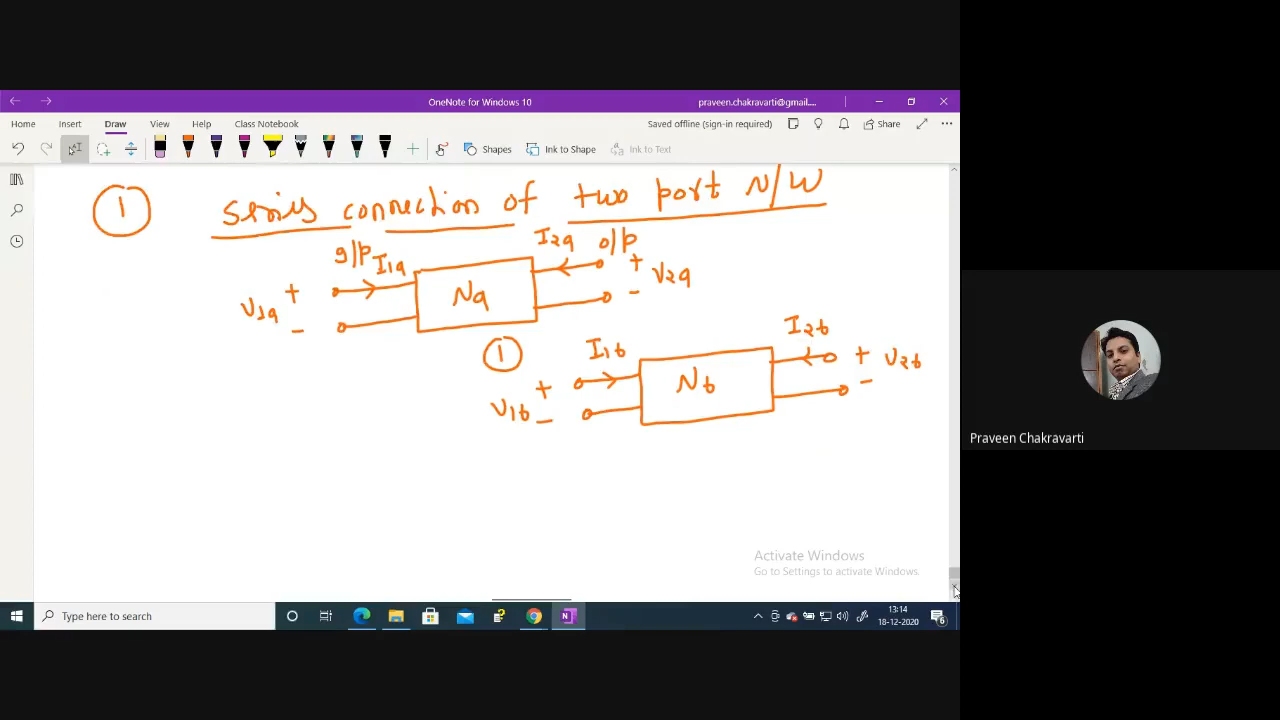 OneNote for Windows 10
praveen.chakravarti@gmail....
Home Insert Draw View Help Class Notebook
Saved offline (sign-in required) Share
Shapes Ink to Shape Ink to Text
1 Series connection of two port N/W
I/P I1a I2a O/P
V1a + - Na + - V2a
1
I1b I2b
V1b + - Nb + - V2b
Praveen Chakravarti
Activate Windows
Go to Settings to activate Windows.
Type here to search
13:14
18-12-2020
6